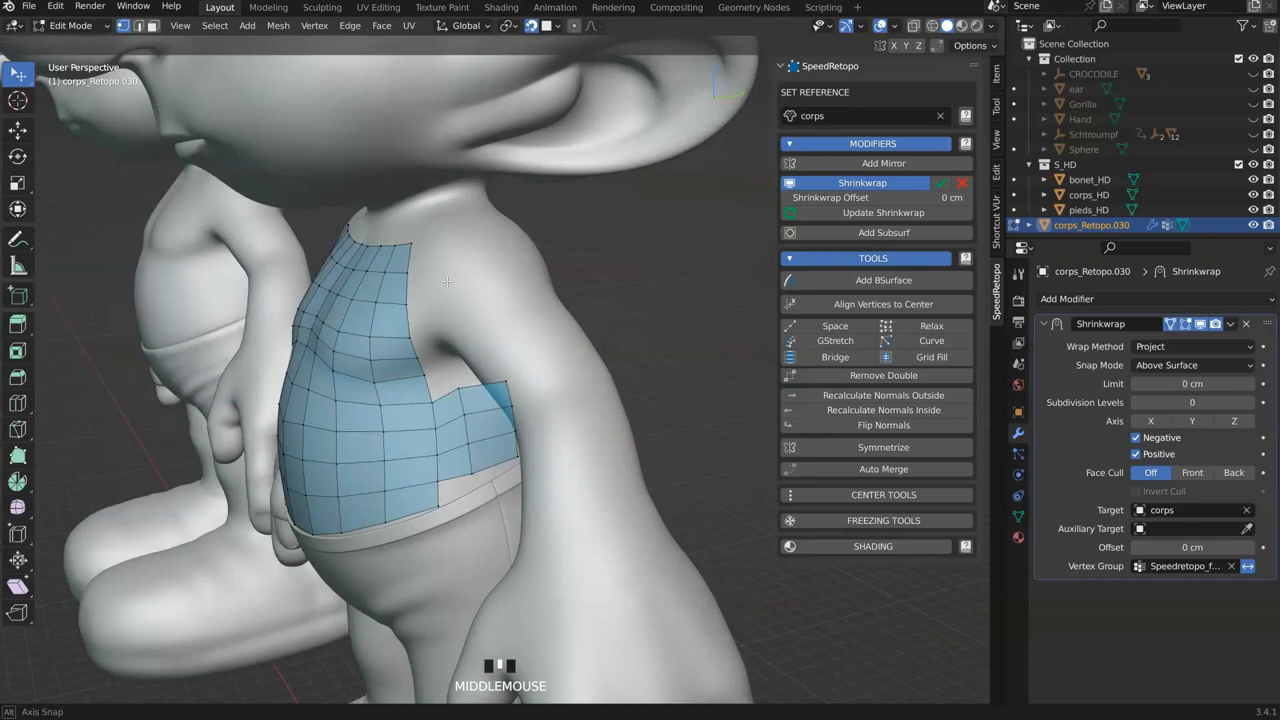 File Edit Render Window Help Layout Modeling Sculpting UV Editing Texture Paint Shading Animation Rendering Compositing Geometry Nodes Scripting Scene ViewLayer
Edit Mode View Select Add Mesh Vertex Edge Face UV Global
X Y Z Options
User Perspective
(1) corps_Retopo.030
SpeedRetopo
SET REFERENCE
corps
MODIFIERS
Add Mirror
Shrinkwrap
Shrinkwrap Offset 0 cm
Update Shrinkwrap
Add Subsurf
TOOLS
Add BSurface
Align Vertices to Center
Space Relax
GStretch Curve
Bridge Grid Fill
Remove Double
Recalculate Normals Outside
Recalculate Normals Inside
Flip Normals
Symmetrize
Auto Merge
CENTER TOOLS
FREEZING TOOLS
SHADING
Item
Tool
View
Edit
Shortcut VUr
SpeedRetopo
Scene Collection
Collection
CROCODILE 3
ear
Gorilla
Hand
Schtroumpf 2 12
Sphere
S_HD
bonet_HD
corps_HD
pieds_HD
corps_Retopo.030
corps_Retopo.030 Shrinkwrap
Add Modifier
Shrinkwrap
Wrap Method Project
Snap Mode Above Surface
Limit 0 cm
Subdivision Levels 0
Axis X Y Z
Negative
Positive
Face Cull Off Front Back
Invert Cull
Target corps
Auxiliary Target
Offset 0 cm
Vertex Group Speedretopo_f...
MIDDLEMOUSE
Alt Axis Snap 3.4.1